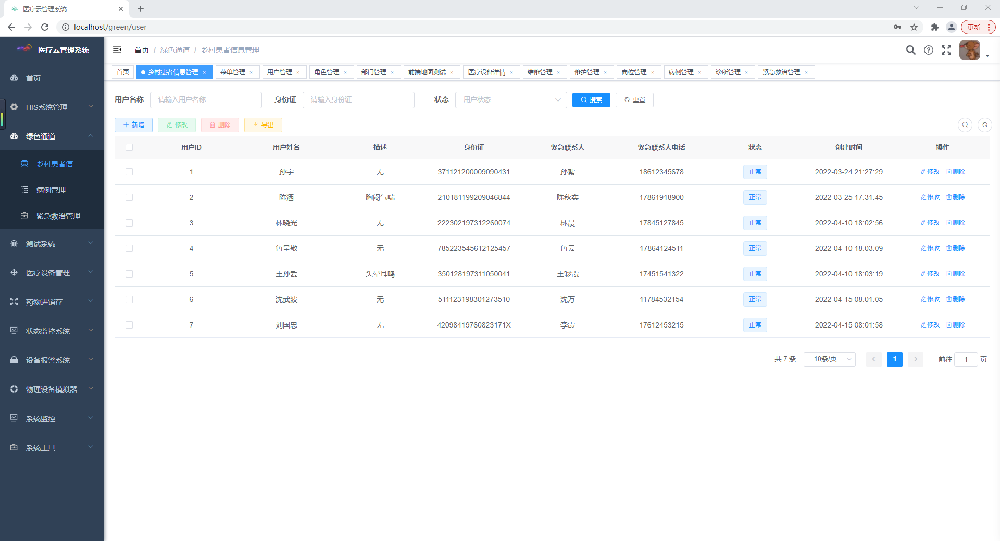 医疗云管理系统
localhost/green/user
更新
医疗云管理系统
首页 / 绿色通道 / 乡村患者信息管理
首页
乡村患者信息管理 ×
菜单管理 ×
用户管理 ×
角色管理 ×
部门管理 ×
前端地图测试 ×
医疗设备详情 ×
维修管理 ×
修护管理 ×
岗位管理 ×
病例管理 ×
诊所管理 ×
紧急救治管理 ×
首页
HIS系统管理
绿色通道
乡村患者信...
病例管理
紧急救治管理
测试系统
医疗设备管理
药物进销存
状态监控系统
设备报警系统
物理设备模拟器
系统监控
系统工具
用户名称 请输入用户名称 身份证 请输入身份证 状态 用户状态 搜索 重置
新增 修改 删除 导出
用户ID 用户姓名 描述 身份证 紧急联系人 紧急联系人电话 状态 创建时间 操作
1 孙宇 无 371121200009090431 孙紮 18612345678 正常 2022-03-24 21:27:29 修改 删除
2 陈洒 胸闷气喘 210181199209046844 陈秋实 17861918900 正常 2022-03-25 17:31:45 修改 删除
3 林晓光 无 222302197312260074 林晨 17845127845 正常 2022-04-10 18:02:56 修改 删除
4 鲁呈敬 无 785223545612125457 鲁云 17864124511 正常 2022-04-10 18:03:09 修改 删除
5 王孙爱 头晕耳鸣 350128197311050041 王彩霞 17451541322 正常 2022-04-10 18:03:19 修改 删除
6 沈武波 无 511123198301273510 沈万 11784532154 正常 2022-04-15 08:01:05 修改 删除
7 刘国忠 无 42098419760823171X 李霞 17612453215 正常 2022-04-15 08:01:58 修改 删除
共 7 条 10条/页 1 前往 1 页